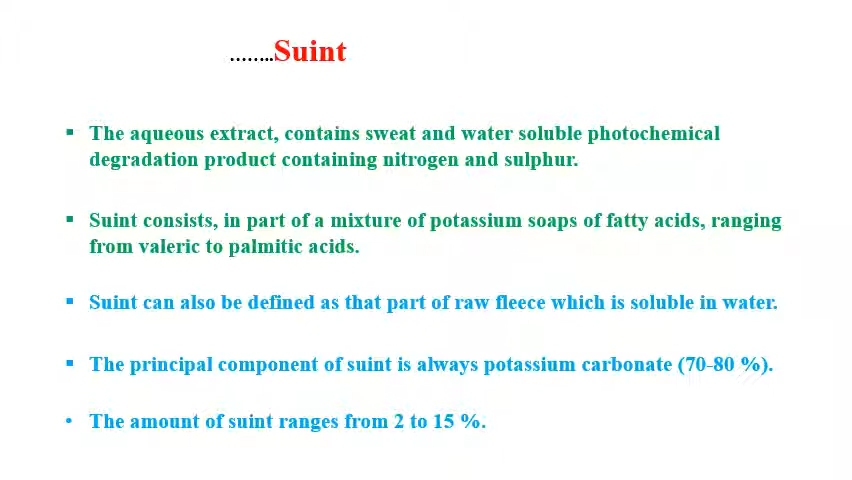 ........Suint
▪ The aqueous extract, contains sweat and water soluble photochemical
degradation product containing nitrogen and sulphur.
▪ Suint consists, in part of a mixture of potassium soaps of fatty acids, ranging
from valeric to palmitic acids.
▪ Suint can also be defined as that part of raw fleece which is soluble in water.
▪ The principal component of suint is always potassium carbonate (70-80 %).
• The amount of suint ranges from 2 to 15 %.